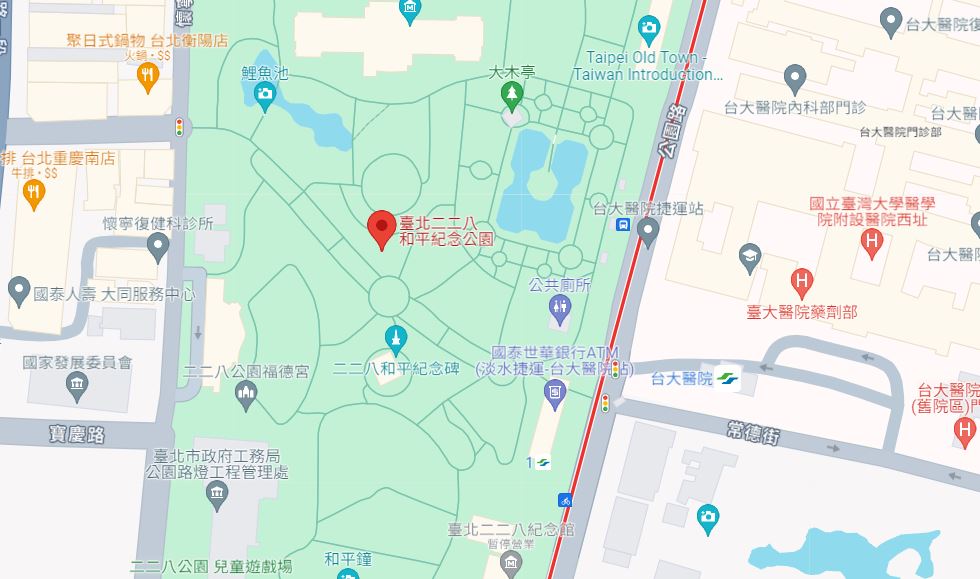 懷寧
聚日式鍋物 台北衡陽店
火鍋·$$
鯉魚池
大木亭
Taipei Old Town -
Taiwan Introduction...
台大醫院復
台大醫院內科部門診
台大醫
台大醫院門診部
公園路
排 台北重慶南店
牛排·$$
懷寧復健科診所
臺北二二八
和平紀念公園
台大醫院捷運站
國立臺灣大學醫學
院附設醫院西址
台大醫
國泰人壽 大同服務中心
公共廁所
臺大醫院藥劑部
國家發展委員會
二二八公園福德宮
二二八和平紀念碑
國泰世華銀行ATM
(淡水捷運-台大醫院站)
台大醫院
台大醫院
(舊院區)門
寶慶路
常德街
臺北市政府工務局
公園路燈工程管理處
1
臺北二二八紀念館
暫停營業
二二八公園 兒童遊戲場
和平鐘